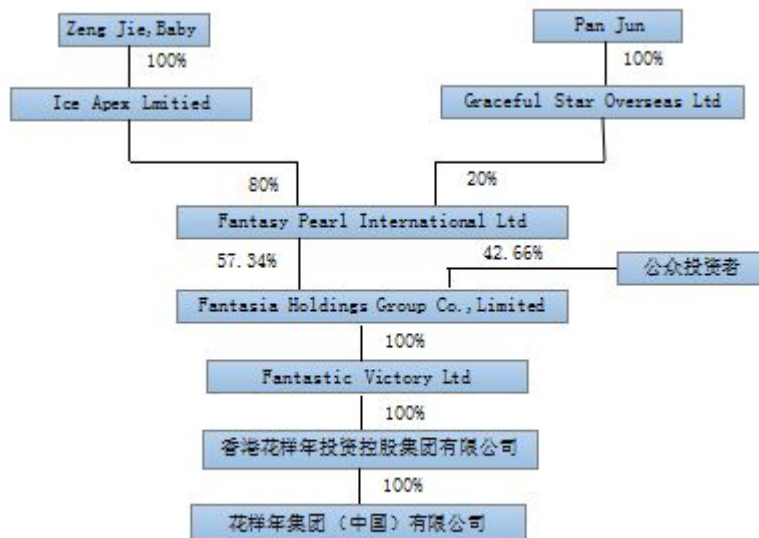 Zeng Jie,Baby
Pan Jun
100%
100%
Ice Apex Lmitied
Graceful Star Overseas Ltd
80%
20%
Fantasy Pearl International Ltd
57.34%
42.66%
公众投资者
Fantasia Holdings Group Co.,Limited
100%
Fantastic Victory Ltd
100%
香港花样年投资控股集团有限公司
100%
花样年集团（中国）有限公司